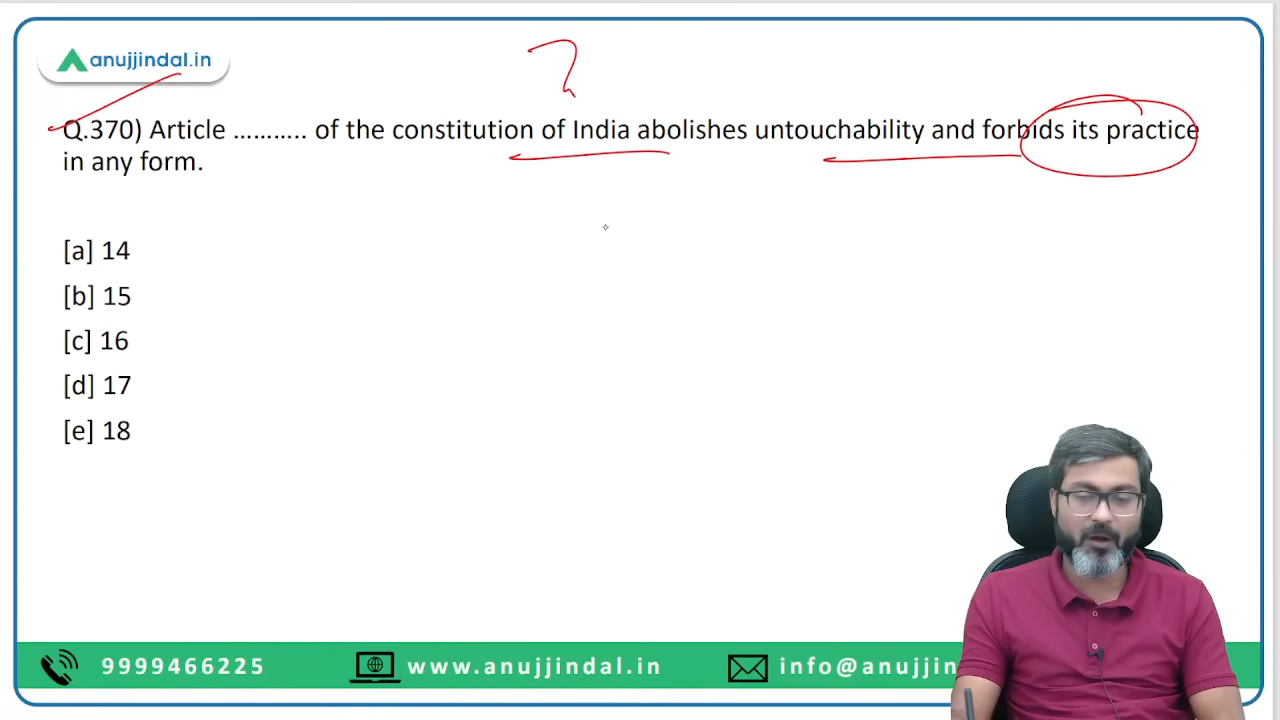 anujjindal.in
Q.370) Article ........... of the constitution of India abolishes untouchability and forbids its practice
in any form.
[a] 14
[b] 15
[c] 16
[d] 17
[e] 18
9999466225 www.anujjindal.in info@anujjin